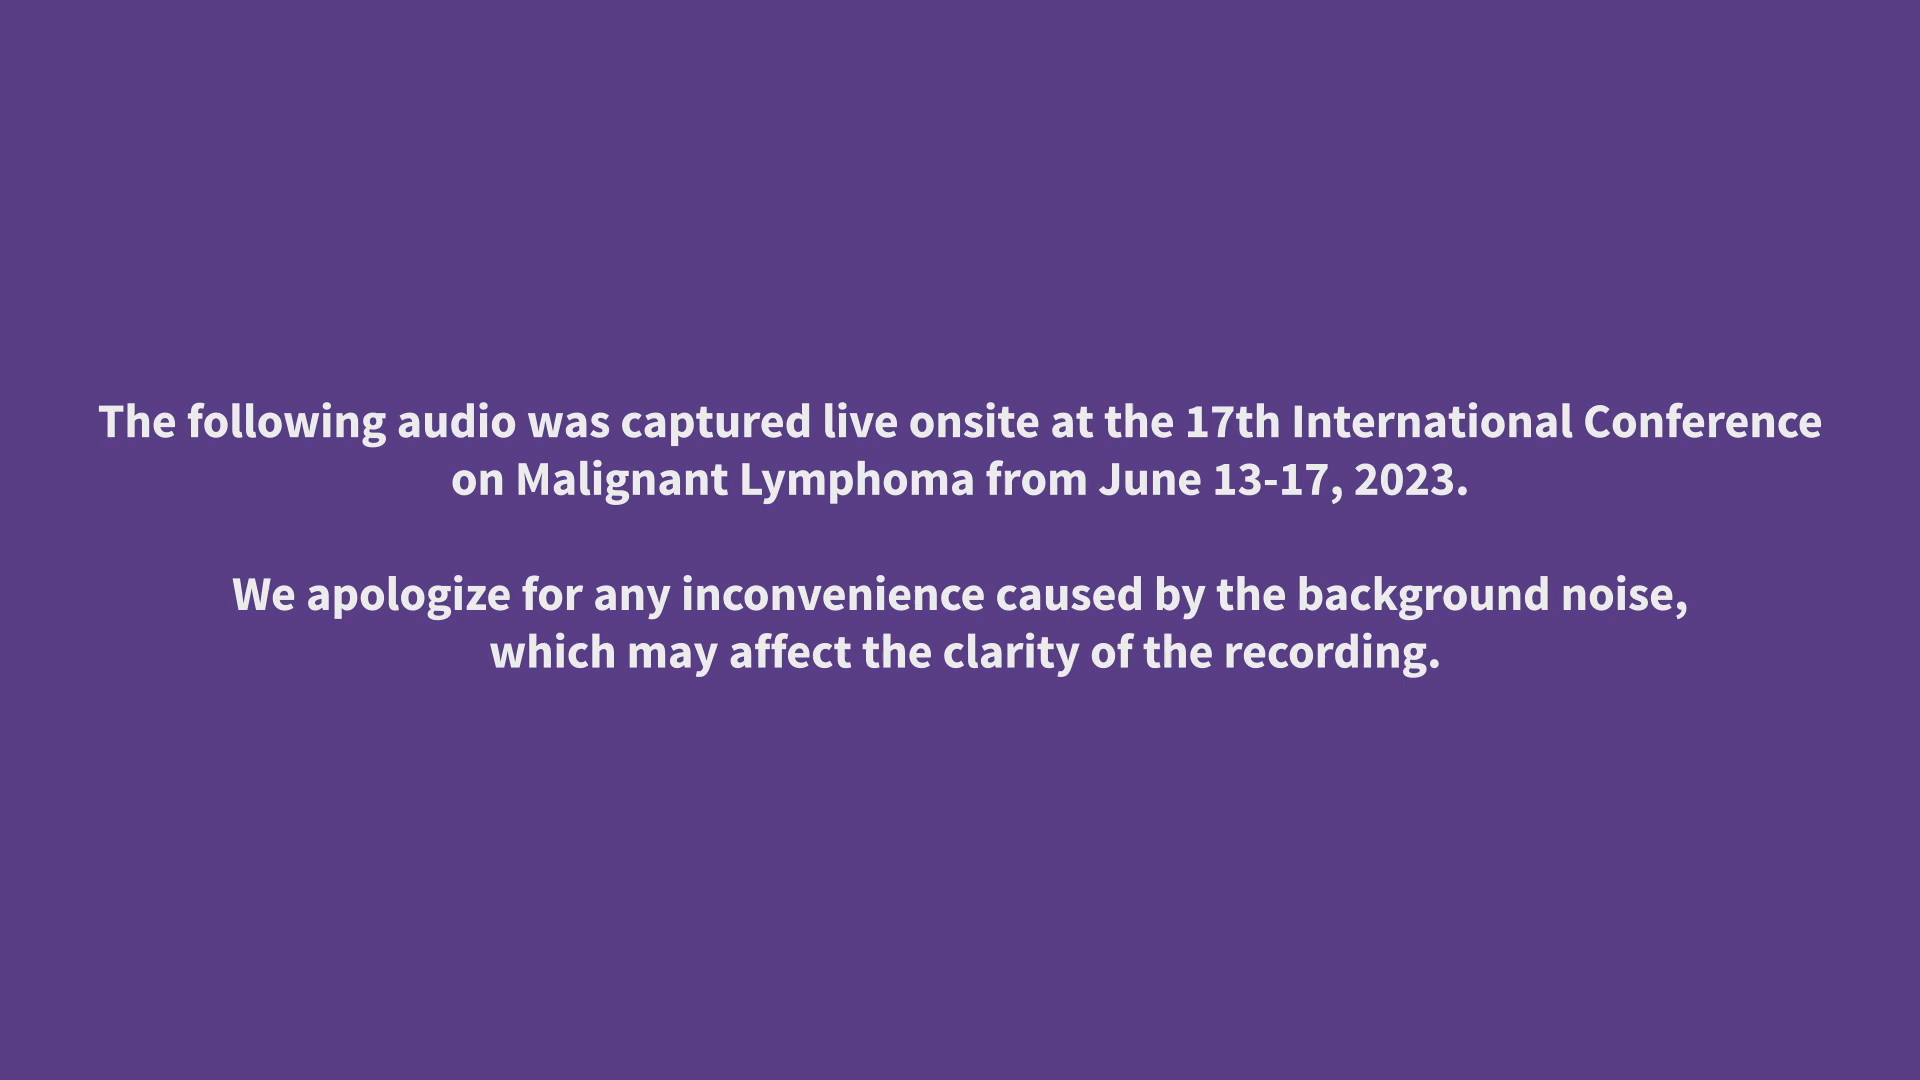 The following audio was captured live onsite at the 17th International Conference
on Malignant Lymphoma from June 13-17, 2023.
We apologize for any inconvenience caused by the background noise,
which may affect the clarity of the recording.